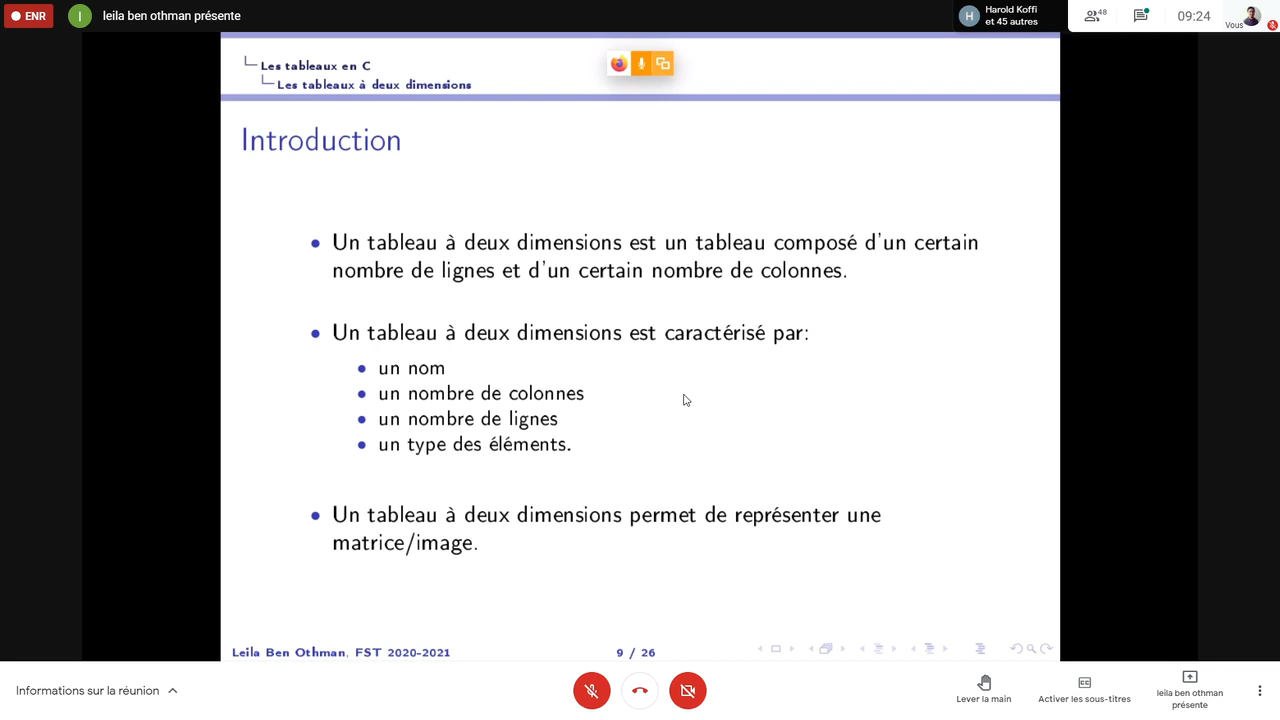 ENR
I
leila ben othman présente
H
Harold Koffi
et 45 autres
48
09:24
Vous
Les tableaux en C
Les tableaux à deux dimensions
Introduction
Un tableau à deux dimensions est un tableau composé d'un certain
nombre de lignes et d'un certain nombre de colonnes.
Un tableau à deux dimensions est caractérisé par:
un nom
un nombre de colonnes
un nombre de lignes
un type des éléments.
Un tableau à deux dimensions permet de représenter une
matrice/image.
Leila Ben Othman, FST 2020-2021
9 / 26
Informations sur la réunion
Lever la main
CC
Activer les sous-titres
leila ben othman
présente